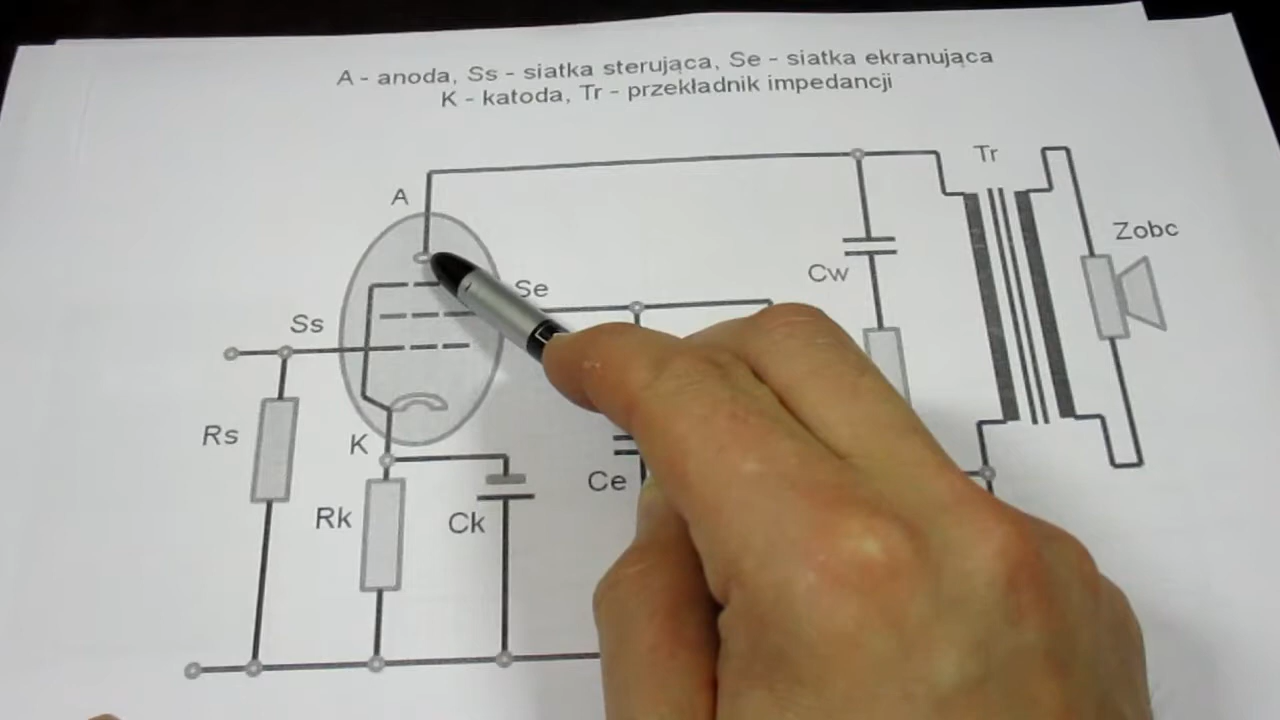 A - anoda, Ss - siatka sterująca, Se - siatka ekranująca
K - katoda, Tr - przekładnik impedancji
Tr
A
Zobc
Se
Cw
Ss
Rs
K
Ce
Rk
Ck